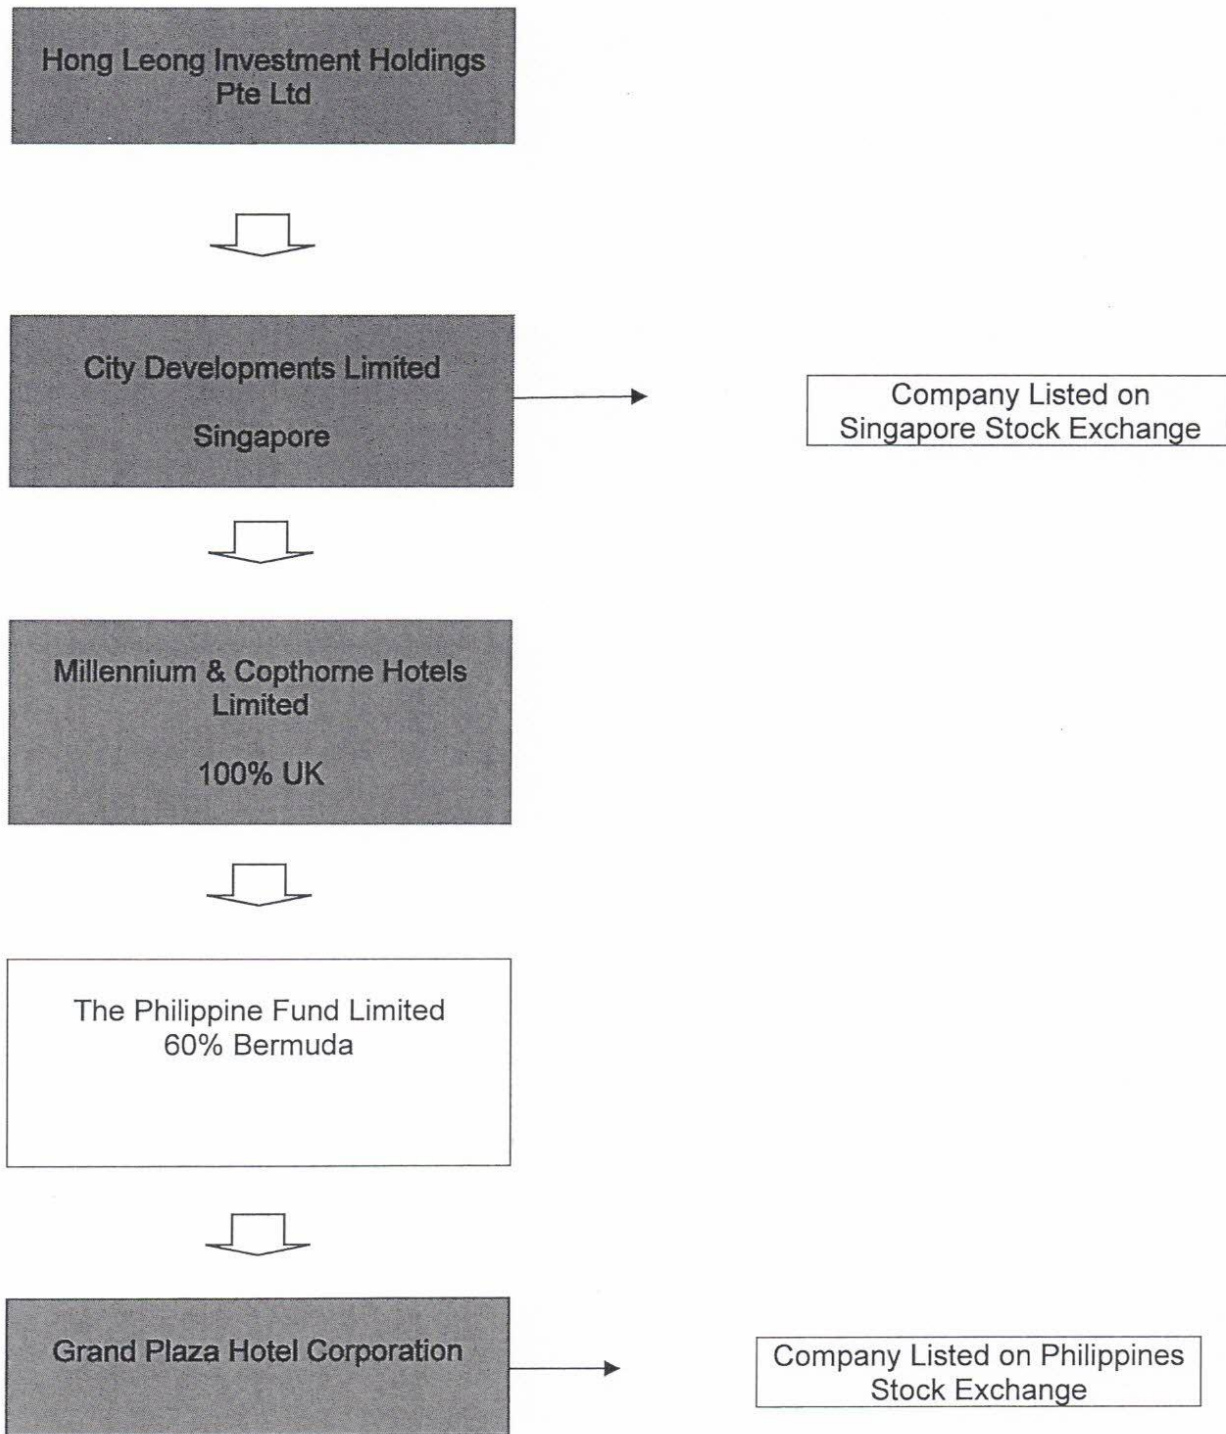 Hong Leong Investment Holdings
Pte Ltd
City Developments Limited
Singapore
Company Listed on
Singapore Stock Exchange
Millennium & Copthorne Hotels
Limited
100% UK
The Philippine Fund Limited
60% Bermuda
Grand Plaza Hotel Corporation
Company Listed on Philippines
Stock Exchange